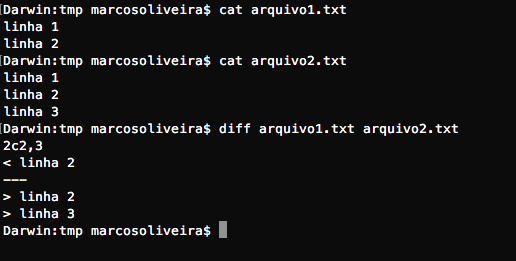 [Darwin:tmp marcosoliveira$ cat arquivo1.txt
linha 1
linha 2
[Darwin:tmp marcosoliveira$ cat arquivo2.txt
linha 1
linha 2
linha 3
[Darwin:tmp marcosoliveira$ diff arquivo1.txt arquivo2.txt
2c2,3
< linha 2
---
> linha 2
> linha 3
Darwin:tmp marcosoliveira$